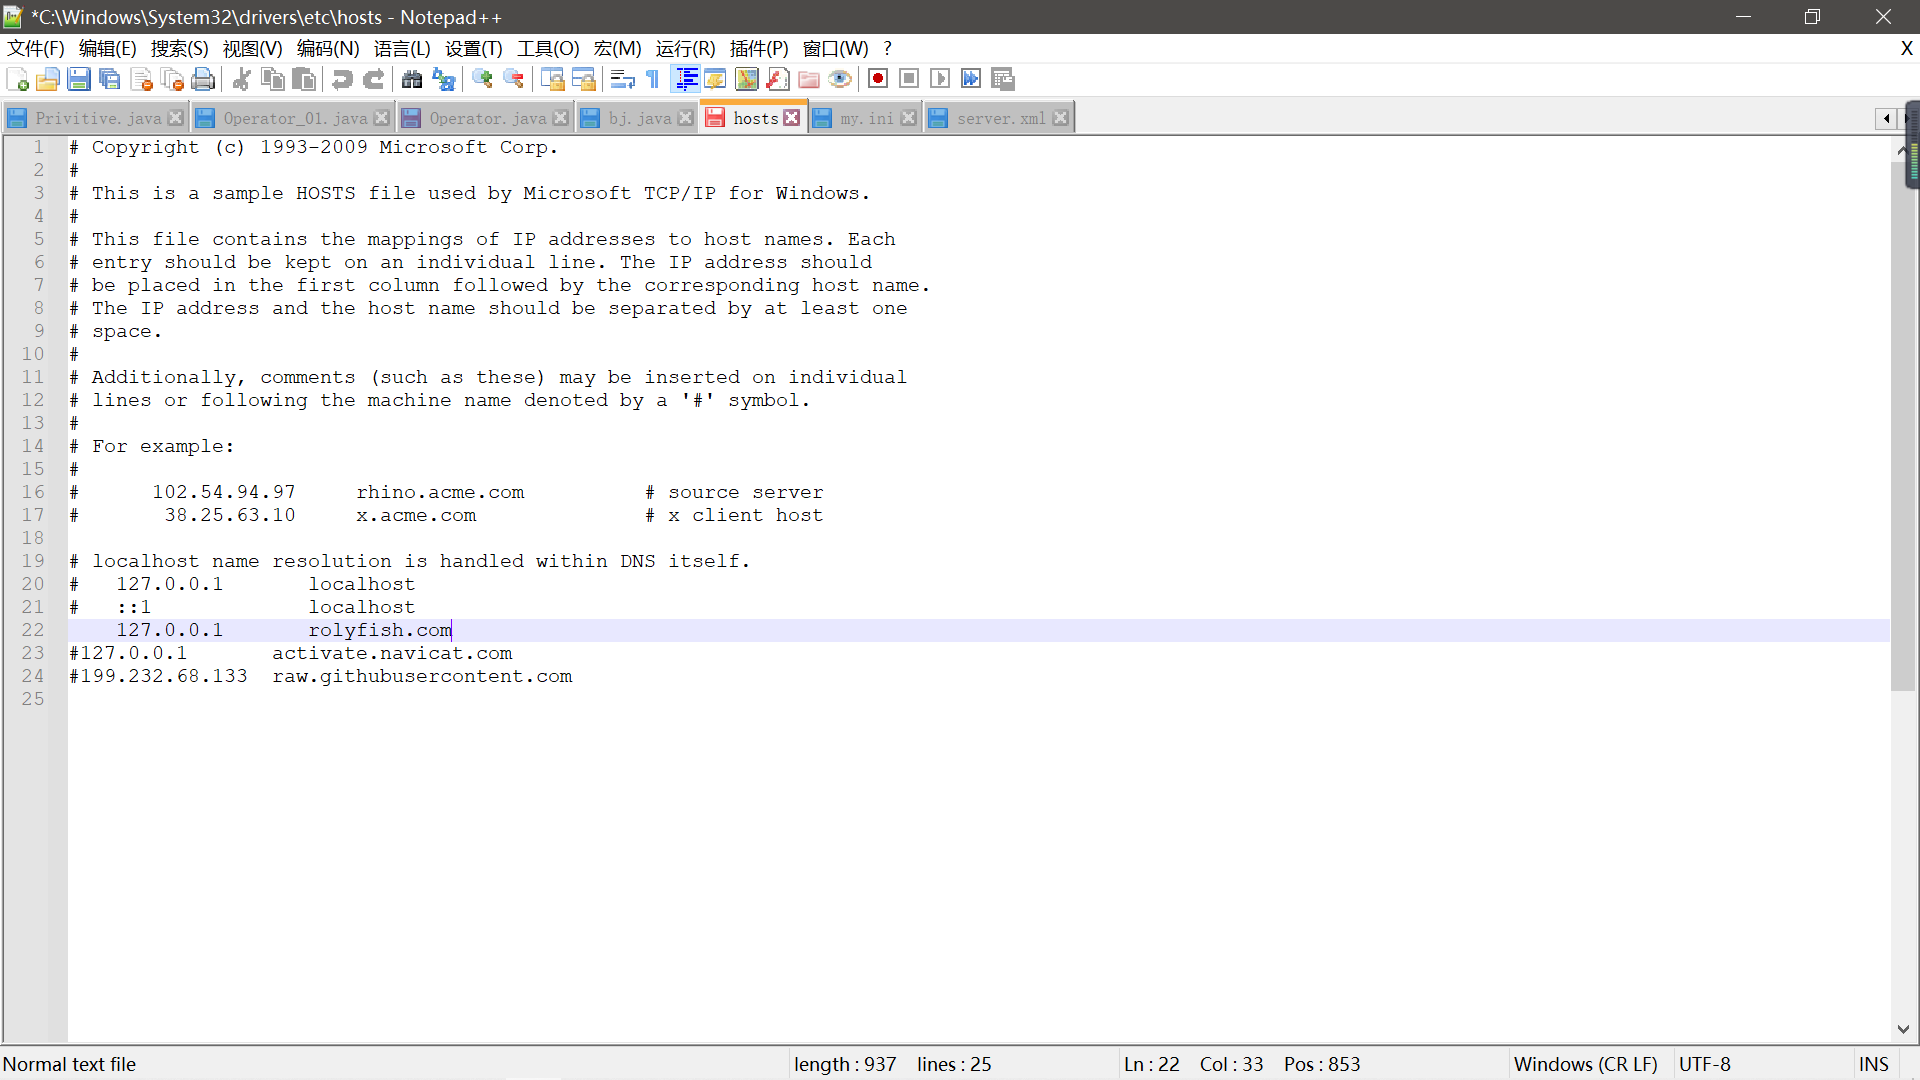 *C:\Windows\System32\drivers\etc\hosts - Notepad++
文件(F) 编辑(E) 搜索(S) 视图(V) 编码(N) 语言(L) 设置(T) 工具(O) 宏(M) 运行(R) 插件(P) 窗口(W) ? X
Privitive.java Operator_01.java Operator.java bj.java hosts my.ini server.xml
1 # Copyright (c) 1993-2009 Microsoft Corp.
2 #
3 # This is a sample HOSTS file used by Microsoft TCP/IP for Windows.
4 #
5 # This file contains the mappings of IP addresses to host names. Each
6 # entry should be kept on an individual line. The IP address should
7 # be placed in the first column followed by the corresponding host name.
8 # The IP address and the host name should be separated by at least one
9 # space.
10 #
11 # Additionally, comments (such as these) may be inserted on individual
12 # lines or following the machine name denoted by a '#' symbol.
13 #
14 # For example:
15 #
16 #      102.54.94.97     rhino.acme.com          # source server
17 #       38.25.63.10     x.acme.com              # x client host
18
19 # localhost name resolution is handled within DNS itself.
20 #   127.0.0.1       localhost
21 #   ::1             localhost
22     127.0.0.1       rolyfish.com
23 #127.0.0.1       activate.navicat.com
24 #199.232.68.133  raw.githubusercontent.com
25
Normal text file length : 937 lines : 25 Ln : 22 Col : 33 Pos : 853 Windows (CR LF) UTF-8 INS